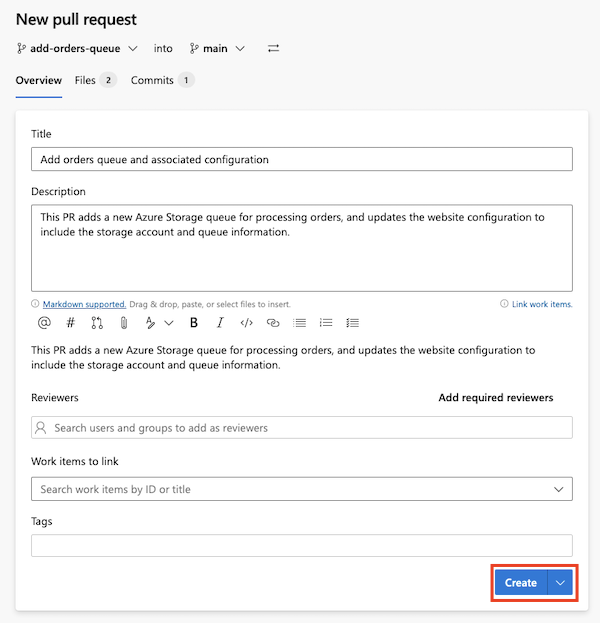 New pull request
add-orders-queue into main
Overview Files 2 Commits 1
Title
Add orders queue and associated configuration
Description
This PR adds a new Azure Storage queue for processing orders, and updates the website configuration to
include the storage account and queue information.
Markdown supported. Drag & drop, paste, or select files to insert. Link work items.
@ # B I </>
This PR adds a new Azure Storage queue for processing orders, and updates the website configuration to
include the storage account and queue information.
Reviewers Add required reviewers
Search users and groups to add as reviewers
Work items to link
Search work items by ID or title
Tags
Create